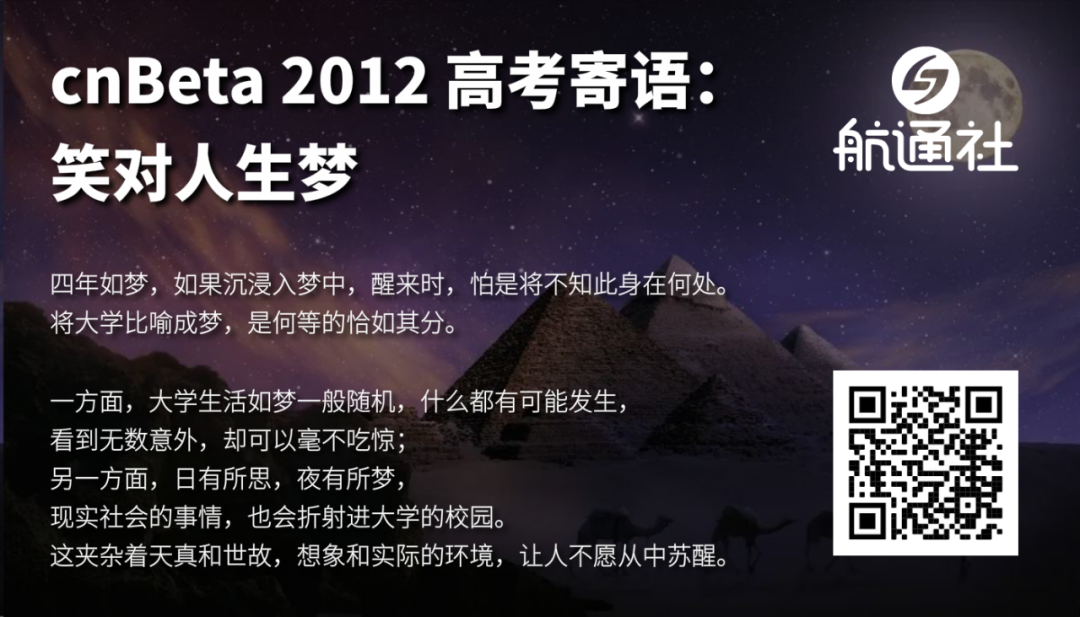 cnBeta 2012 高考寄语：
笑对人生梦
航通社
四年如梦，如果沉浸入梦中，醒来时，怕是将不知此身在何处。
将大学比喻成梦，是何等的恰如其分。
一方面，大学生活如梦一般随机，什么都有可能发生，
看到无数意外，却可以毫不吃惊；
另一方面，日有所思，夜有所梦，
现实社会的事情，也会折射进大学的校园。
这夹杂着天真和世故，想象和实际的环境，让人不愿从中苏醒。